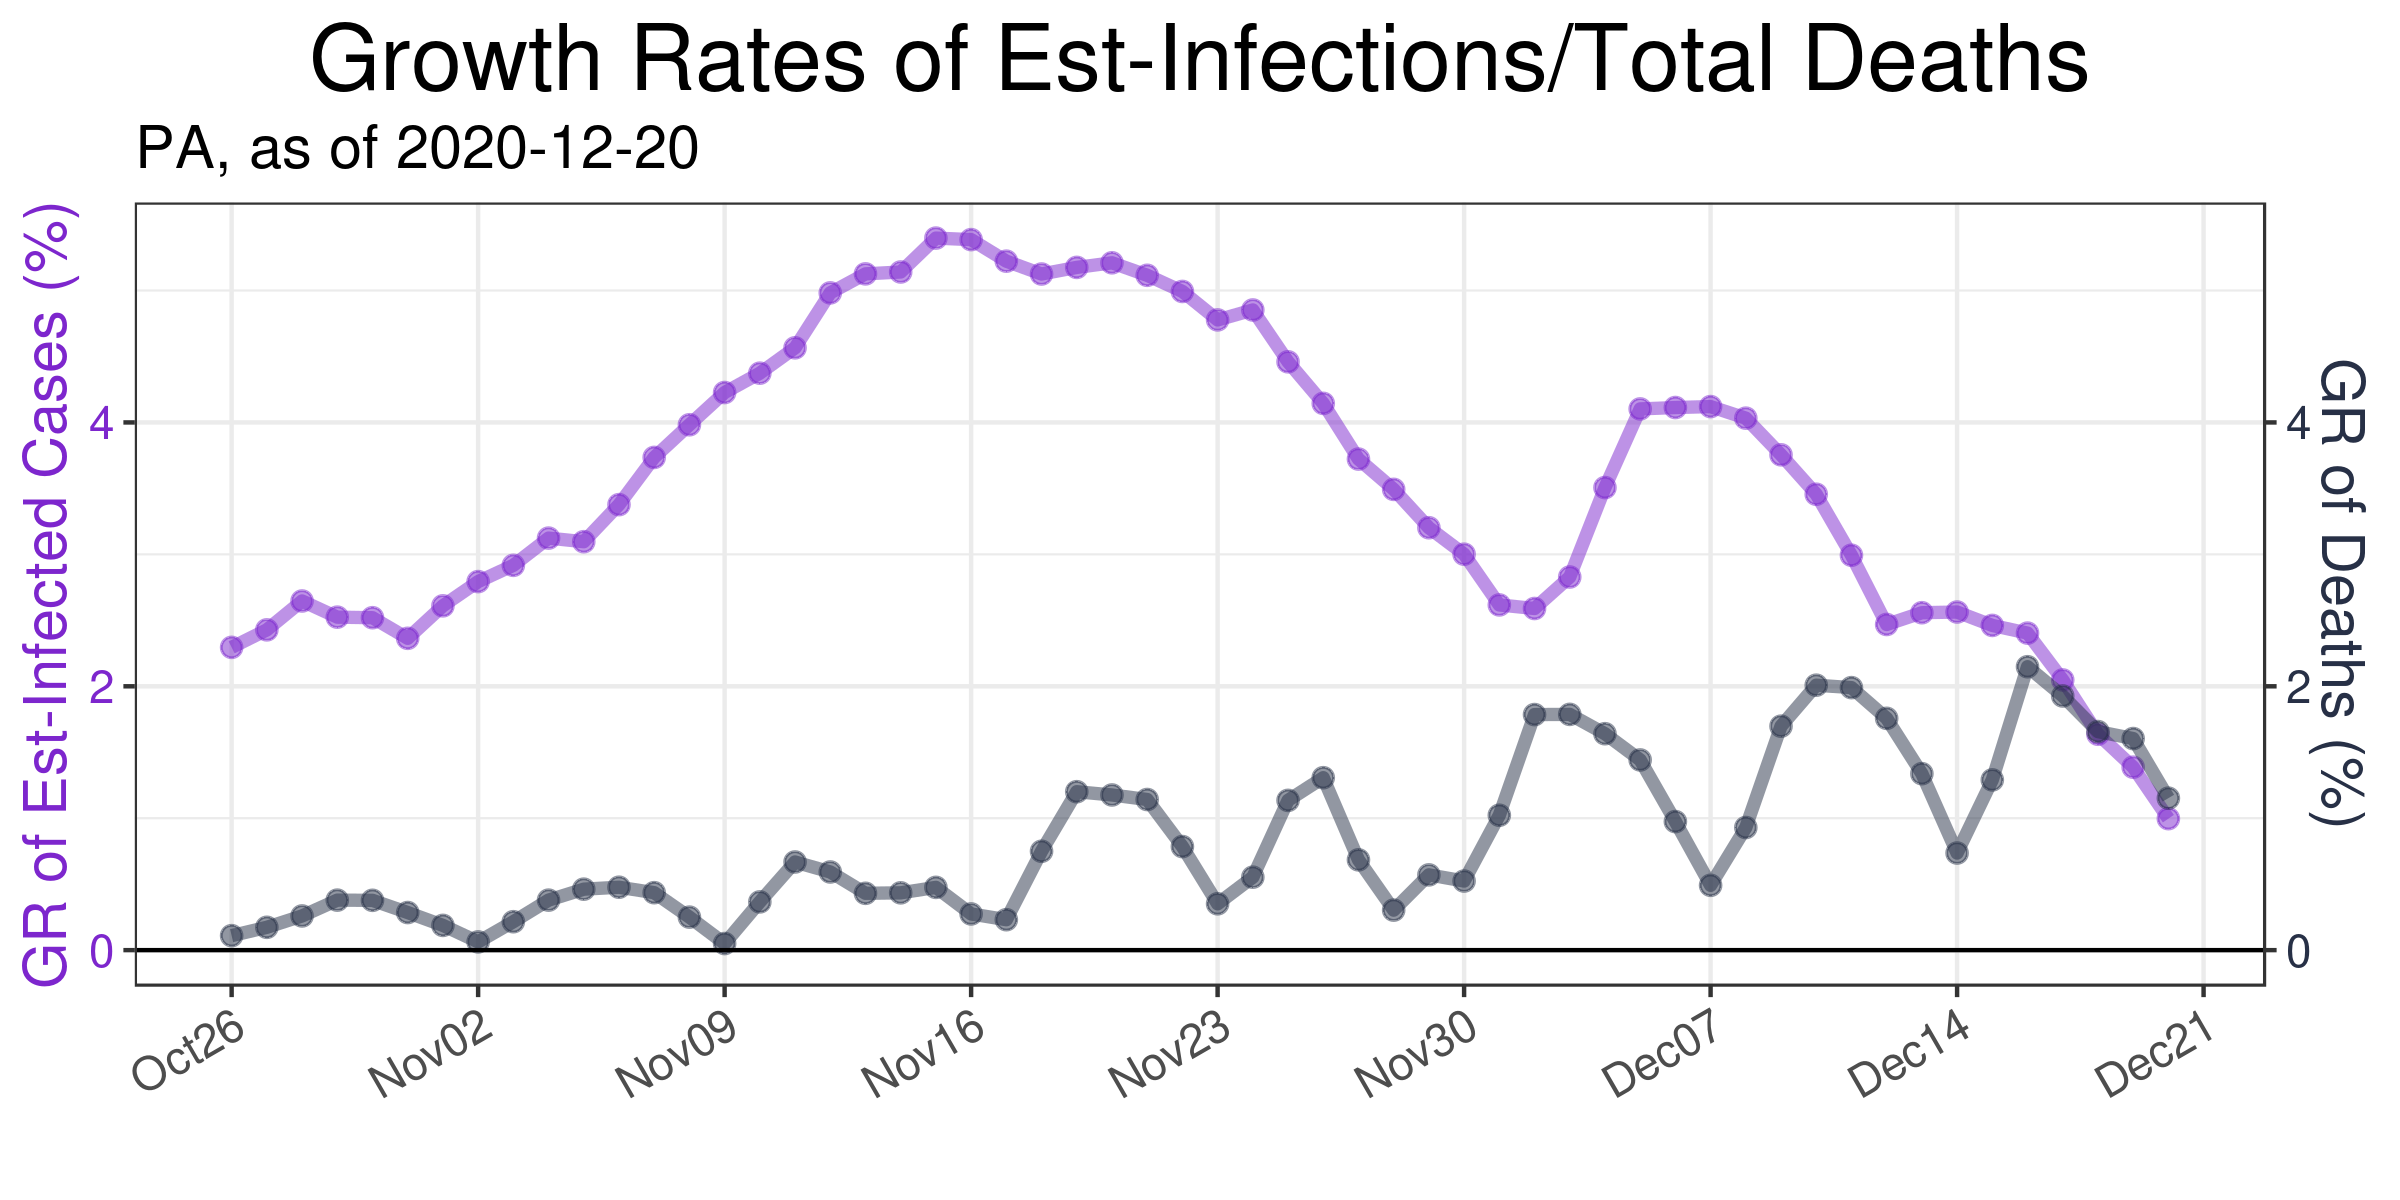 Growth Rates of Est-Infections/Total Deaths
PA, as of 2020-12-20
GR of Est-Infected Cases (%)
4
2
0
4
2
0
GR of Deaths (%)
Oct26
Nov02
Nov09
Nov16
Nov23
Nov30
Dec07
Dec14
Dec21